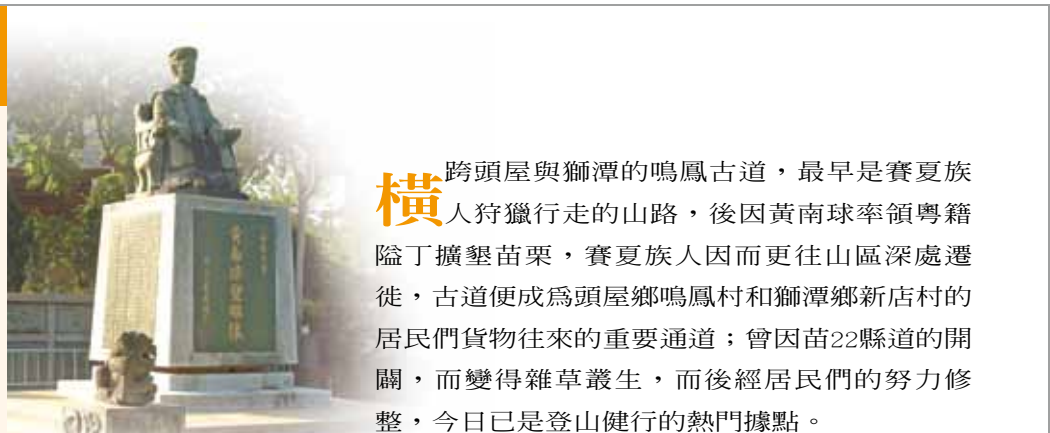 橫跨頭屋與獅潭的鳴鳳古道，最早是賽夏族
人狩獵行走的山路，後因黃南球率領粵籍
隘丁擴墾苗栗，賽夏族人因而更往山區深處遷
徙，古道便成為頭屋鄉鳴鳳村和獅潭鄉新店村的
居民們貨物往來的重要通道；曾因苗22縣道的開
闢，而變得雜草叢生，而後經居民們的努力修
整，今日已是登山健行的熱門據點。